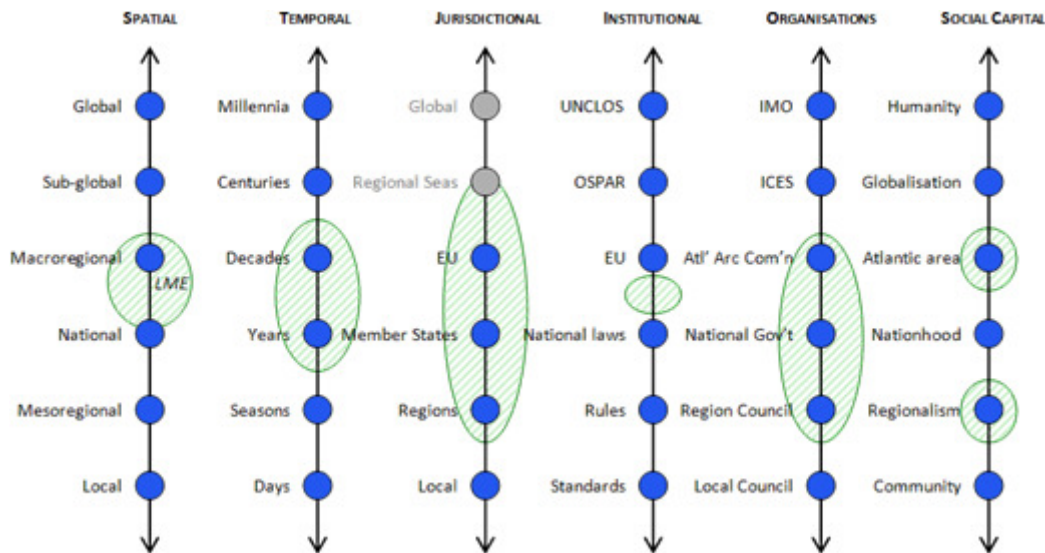 SPATIAL TEMPORAL JURISDICTIONAL INSTITUTIONAL ORGANISATIONS SOCIAL CAPITAL
Global Millennia Global UNCLOS IMO Humanity
Sub-global Centuries Regional Seas OSPAR ICES Globalisation
Macroregional Decades EU EU Atl' Arc Com'n Atlantic area
LME
National Years Member States National laws National Gov't Nationhood
Mesoregional Seasons Regions Rules Region Council Regionalism
Local Days Local Standards Local Council Community